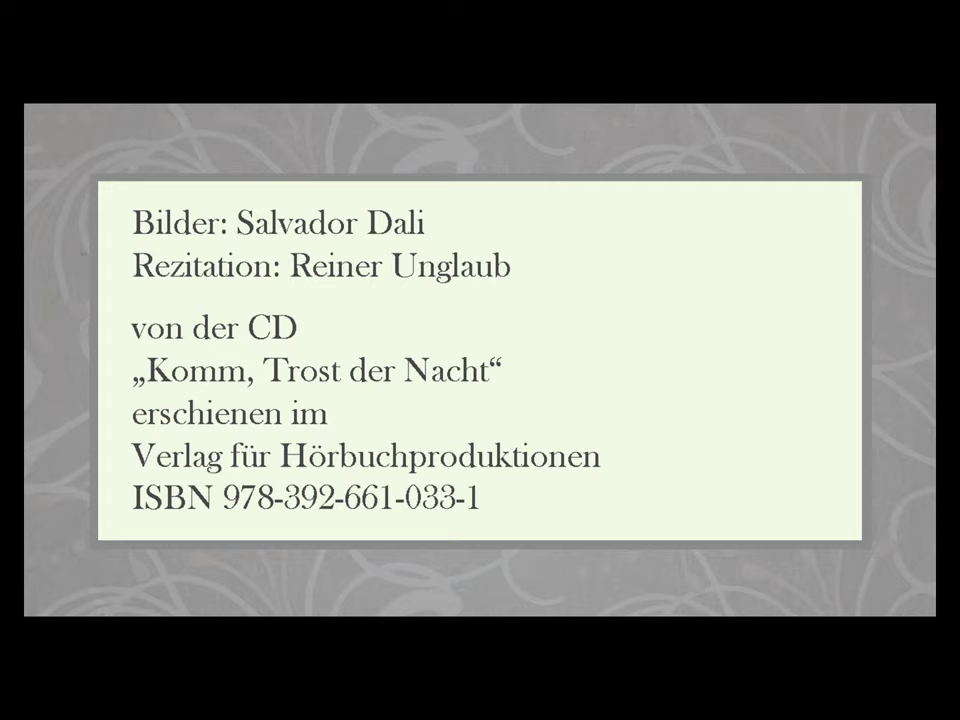 Bilder: Salvador Dali
Rezitation: Reiner Unglaub
von der CD
„Komm, Trost der Nacht“
erschienen im
Verlag für Hörbuchproduktionen
ISBN 978-392-661-033-1